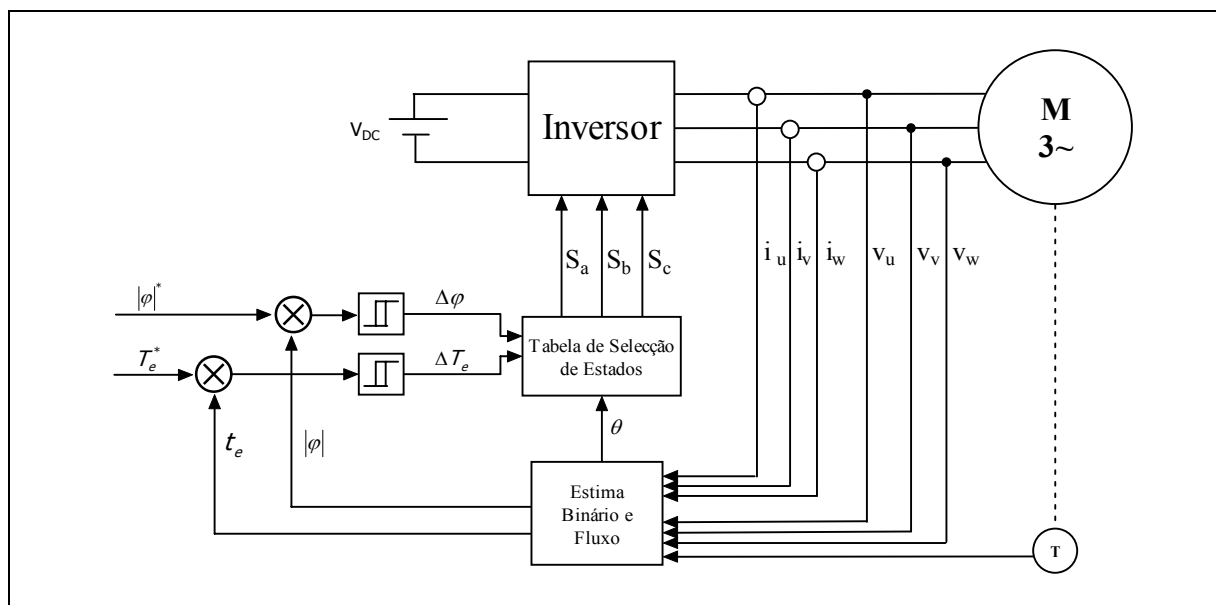 V_DC
Inversor
M
3~
S_a S_b S_c
i_u i_v i_w v_u v_v v_w
|φ|*
Δφ
T_e*
ΔT_e
Tabela de Selecção
de Estados
t_e
|φ|
θ
Estima
Binário e
Fluxo
T